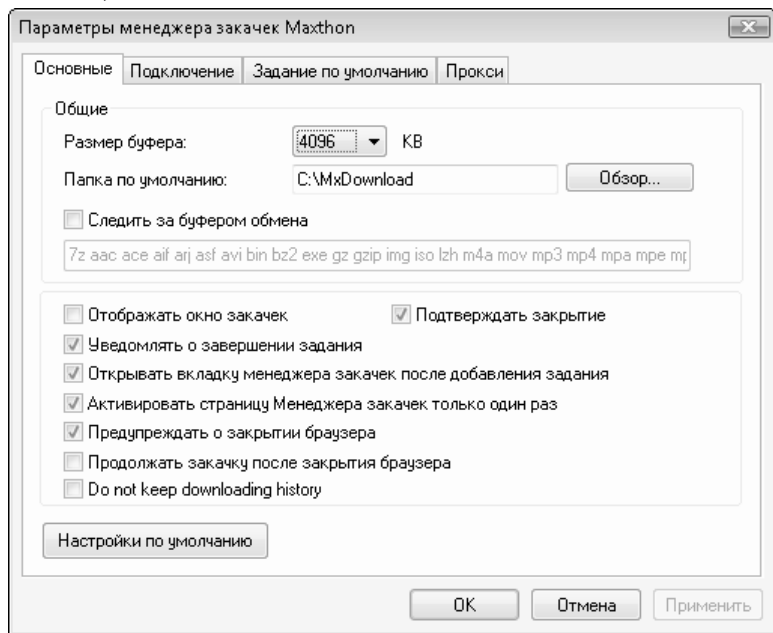 Параметры менеджера закачек Maxthon
Основные Подключение Задание по умолчанию Прокси
Общие
Размер буфера: 4096 KB
Папка по умолчанию: C:\MxDownload Обзор...
Следить за буфером обмена
7z aac ace aif arj asf avi bin bz2 exe gz gzip img iso lzh m4a mov mp3 mp4 mpa mpe
Отображать окно закачек Подтверждать закрытие
Уведомлять о завершении задания
Открывать вкладку менеджера закачек после добавления задания
Активировать страницу Менеджера закачек только один раз
Предупреждать о закрытии браузера
Продолжать закачку после закрытия браузера
Do not keep downloading history
Настройки по умолчанию
OK Отмена Применить